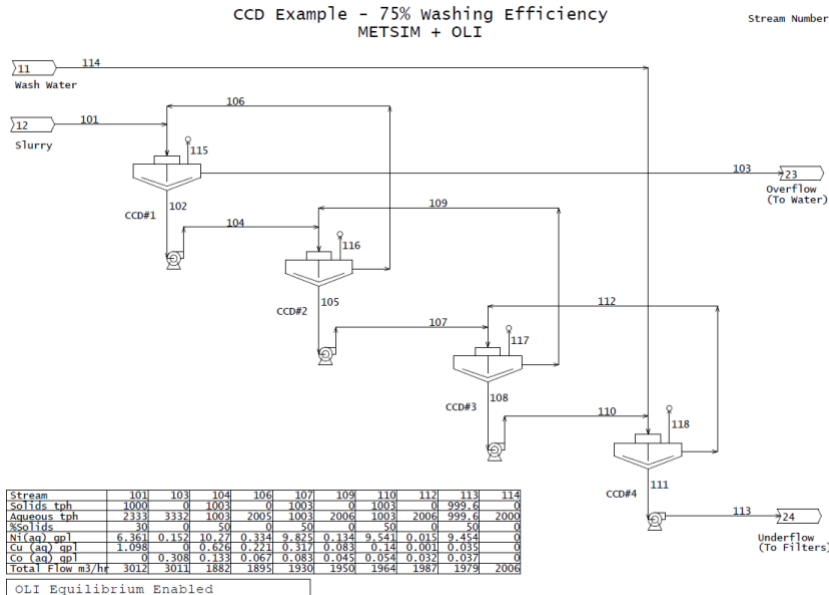 CCD Example - 75% Washing Efficiency
METSIM + OLI
Stream Number
11
114
Wash Water
106
12
101
Slurry
115
103
23
Overflow
(To Water)
102
CCD#1
104
109
116
105
CCD#2
107
112
117
108
CCD#3
110
118
111
CCD#4
113
24
Underflow
(To Filters)
Stream 101 103 104 106 107 109 110 112 113 114
Solids tph 1000 0 1003 0 1003 0 1003 0 999.6 0
Aqueous tph 2333 3332 1003 2005 1003 2006 1003 2006 999.6 2000
%Solids 30 0 50 0 50 0 50 0 50 0
Ni(aq) gpl 6.361 0.152 10.27 0.334 9.825 0.134 9.541 0.015 9.454 0
Cu (aq) gpl 1.098 0 0.626 0.221 0.317 0.083 0.14 0.001 0.035 0
Co (aq) gpl 0 0.308 0.133 0.067 0.083 0.045 0.054 0.032 0.037 0
Total Flow m3/hr 3012 3011 1882 1895 1930 1950 1964 1987 1979 2006
OLI Equilibrium Enabled